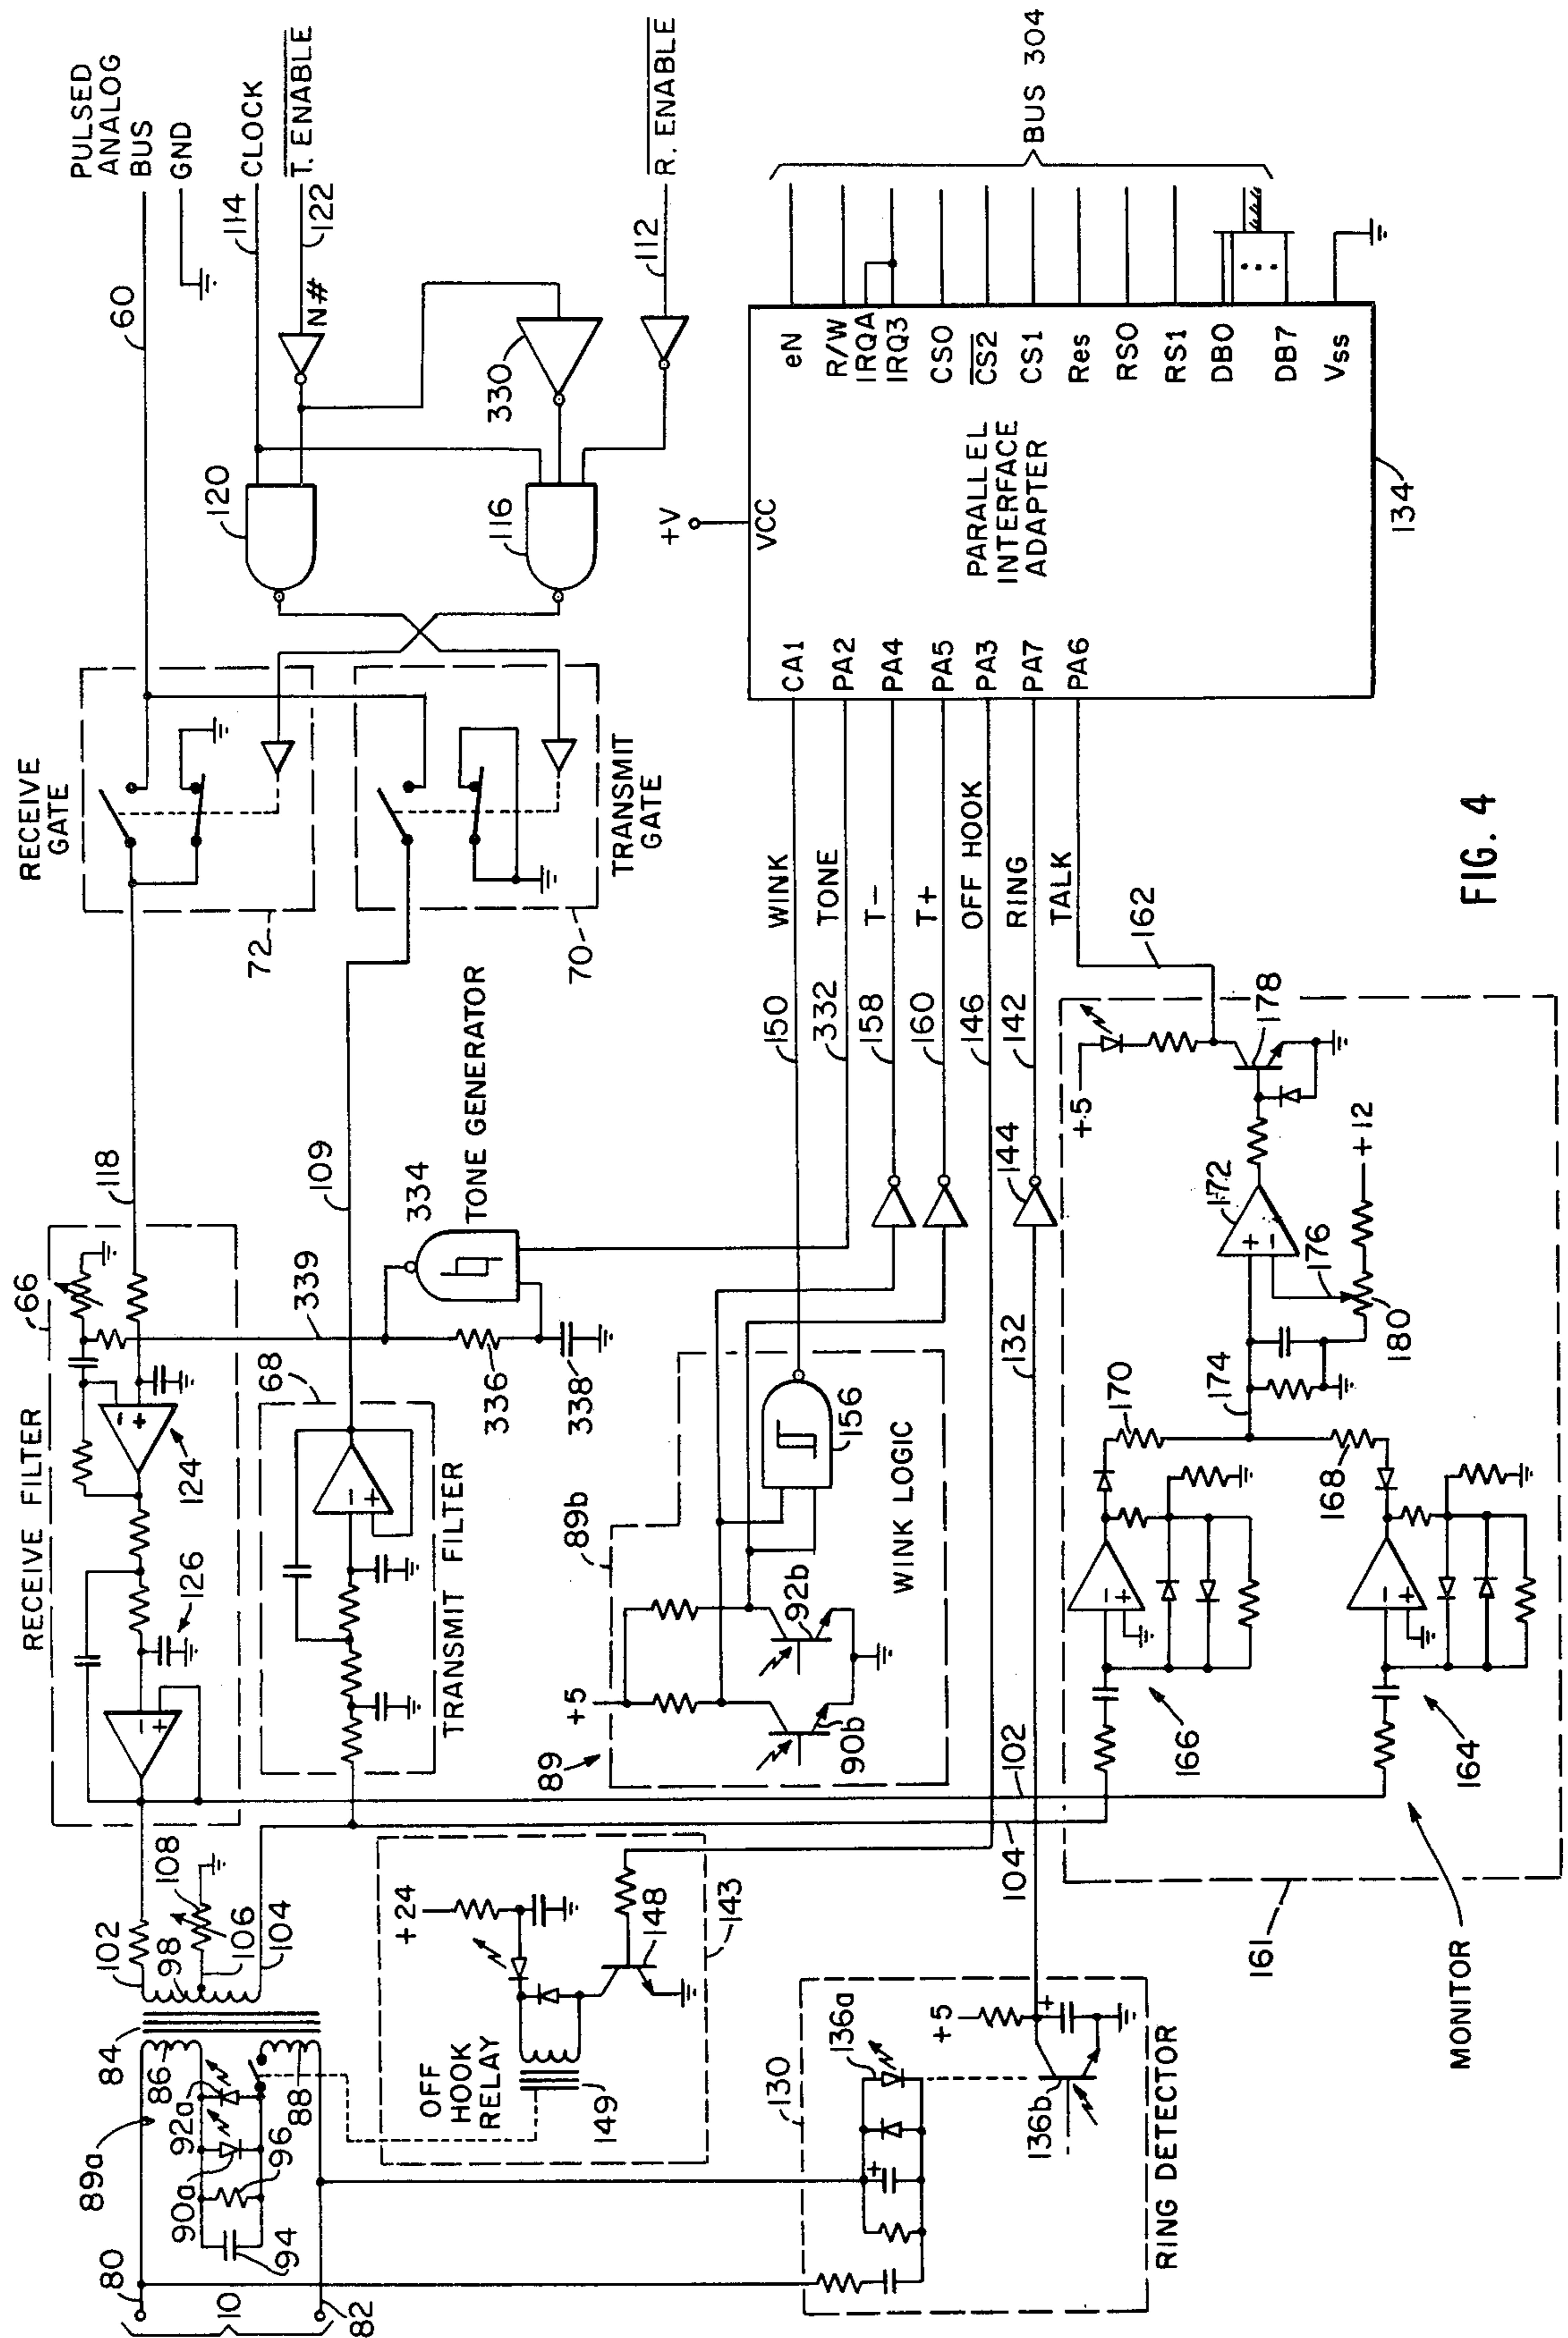 PULSED
ANALOG
BUS
GND
114
CLOCK
T. ENABLE
122
N#
R. ENABLE
112
60
120
330
116
RECEIVE
GATE
72
TRANSMIT
GATE
70
118
109
66
RECEIVE FILTER
124
126
339
334
TONE GENERATOR
336
338
68
TRANSMIT FILTER
102
98
108
106
104
84
86
89a
92a
90a
88
96
94
80
10
82
+24
148
143
OFF
HOOK
RELAY
149
89
89b
+5
90b
92b
156
WINK LOGIC
150
WINK
332
TONE
158
T-
160
T+
146
OFF HOOK
142
RING
TALK
162
144
132
102
104
130
136a
+5
136b
RING DETECTOR
161
MONITOR
164
166
168
170
174
172
176
180
+12
+5
178
+V
VCC
CA1
PA2
PA4
PA5
PA3
PA7
PA6
PARALLEL
INTERFACE
ADAPTER
134
eN
R/W
IRQA
IRQ3
CS0
CS2
CS1
Res
RS0
RS1
DB0
DB7
Vss
BUS 304
FIG. 4